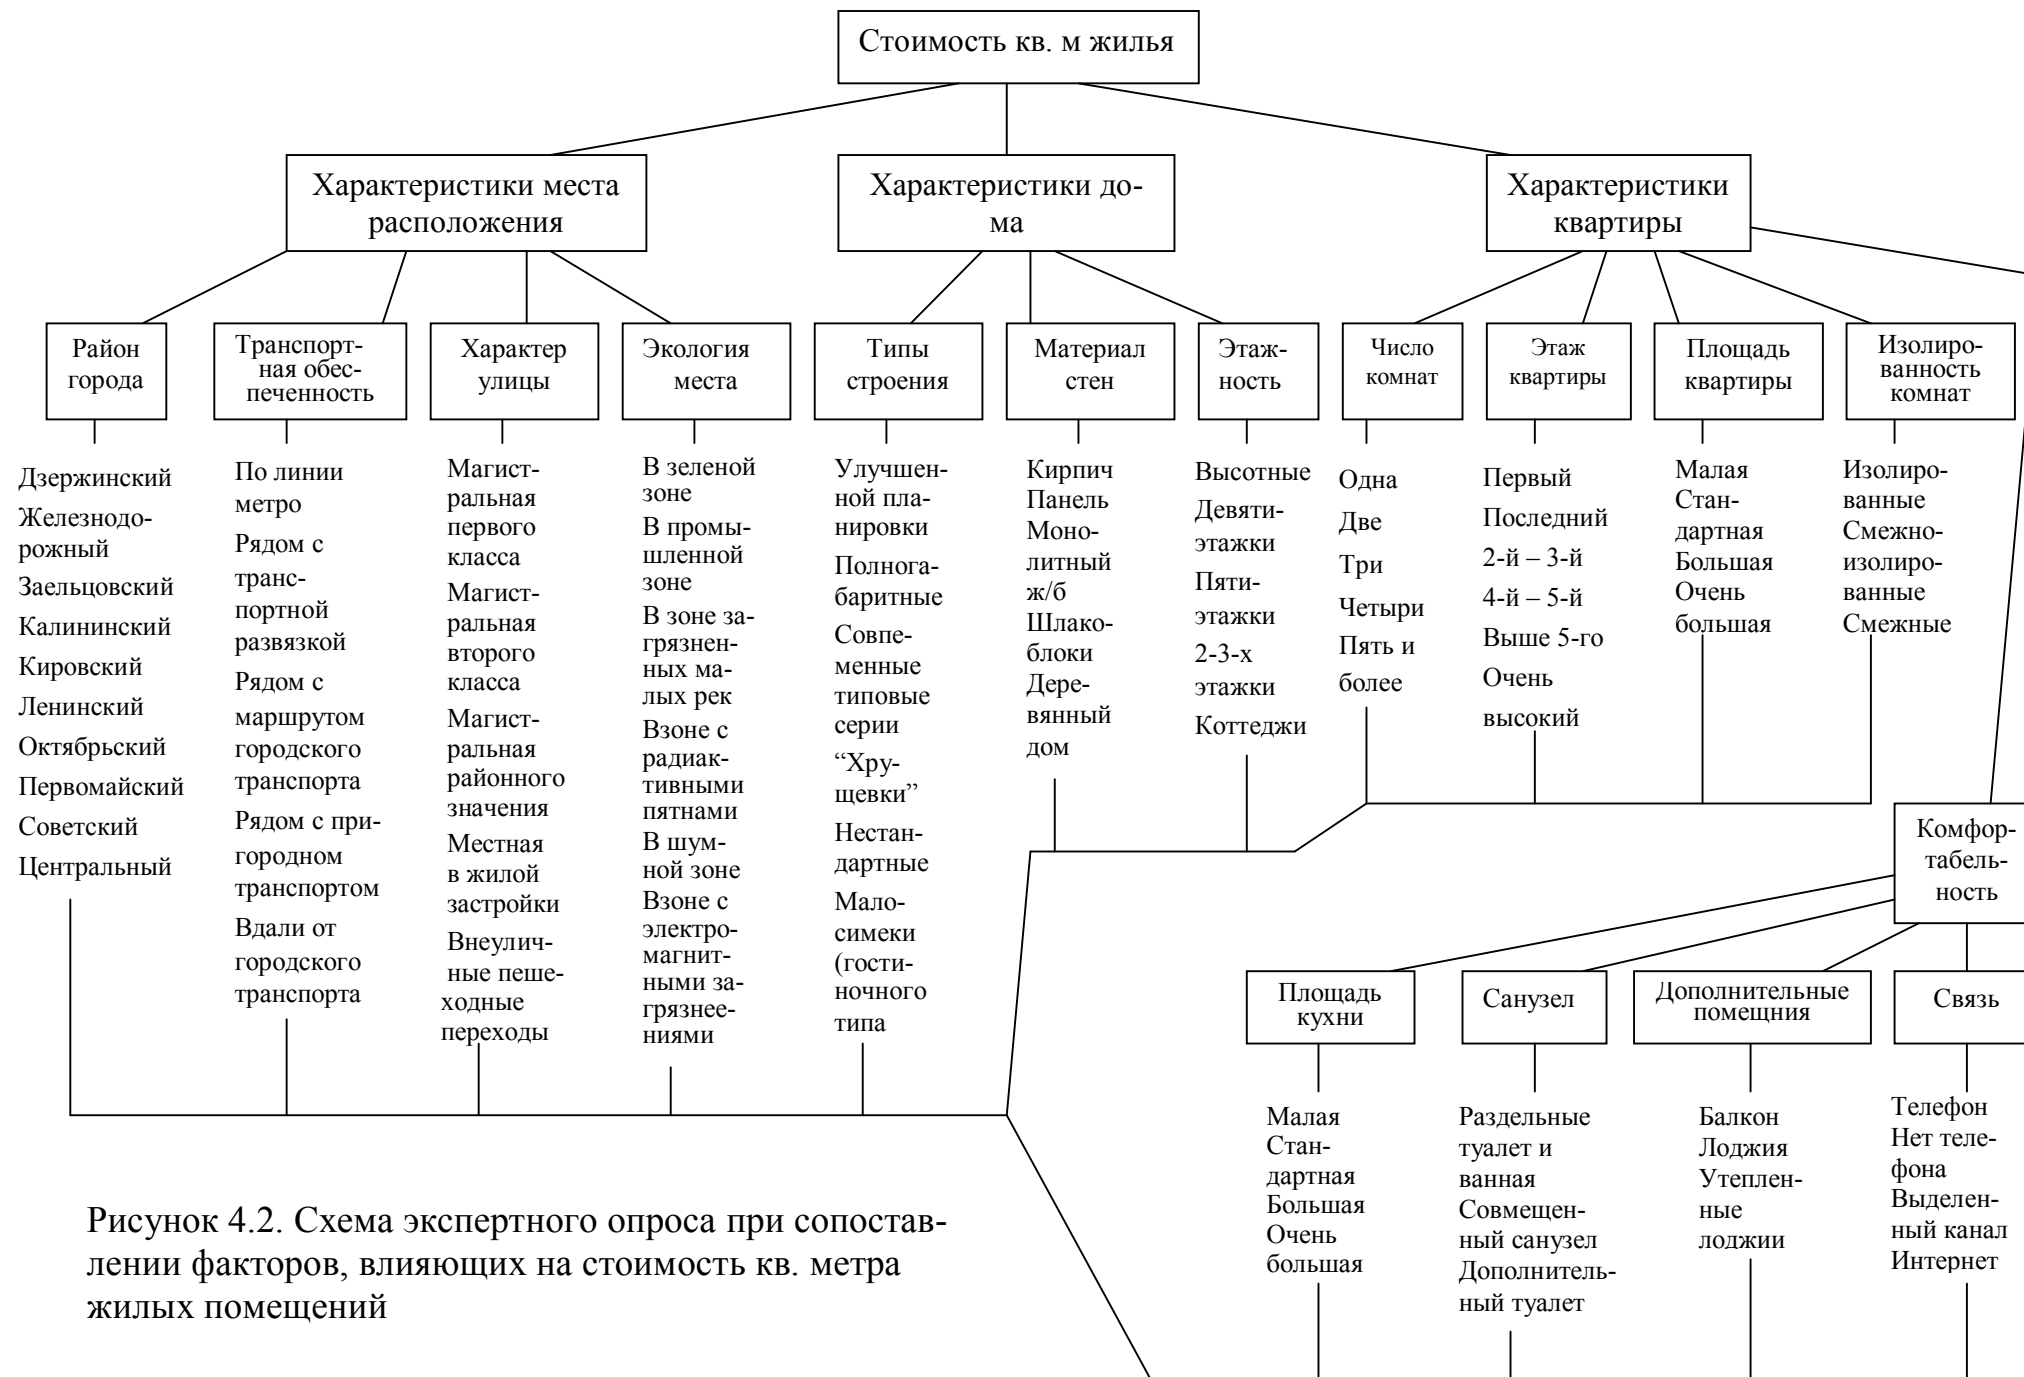 Стоимость кв. м жилья
Характеристики места
расположения
Характеристики до-
ма
Характеристики
квартиры
Район
города
Транспорт-
ная обес-
печенность
Характер
улицы
Экология
места
Типы
строения
Материал
стен
Этаж-
ность
Число
комнат
Этаж
квартиры
Площадь
квартиры
Изолиро-
ванность
комнат
Дзержинский
Железнодо-
рожный
Заельцовский
Калининский
Кировский
Ленинский
Октябрьский
Первомайский
Советский
Центральный
По линии
метро
Рядом с
транс-
портной
развязкой
Рядом с
маршрутом
городского
транспорта
Рядом с при-
городном
транспортом
Вдали от
городского
транспорта
Магист-
ральная
первого
класса
Магист-
ральная
второго
класса
Магист-
ральная
районного
значения
Местная
в жилой
застройки
Внеулич-
ные пеше-
ходные
переходы
В зеленой
зоне
В промы-
шленной
зоне
В зоне за-
грязнен-
ных ма-
лых рек
Взоне с
радиак-
тивными
пятнами
В шум-
ной зоне
Взоне с
электро-
магнит-
ными за-
грязнее-
ниями
Улучшен-
ной пла-
нировки
Полнога-
баритные
Совпе-
менные
типовые
серии
“Хру-
щевки”
Нестан-
дартные
Мало-
симеки
(гости-
ночного
типа
Кирпич
Панель
Моно-
литный
ж/б
Шлако-
блоки
Дере-
вянный
дом
Высотные
Девяти-
этажки
Пяти-
этажки
2-3-х
этажки
Коттеджи
Одна
Две
Три
Четыри
Пять и
более
Первый
Последний
2-й – 3-й
4-й – 5-й
Выше 5-го
Очень
высокий
Малая
Стан-
дартная
Большая
Очень
большая
Изолиро-
ванные
Смежно-
изолиро-
ванные
Смежные
Комфор-
табель-
ность
Площадь
кухни
Санузел
Дополнительные
помещния
Связь
Малая
Стан-
дартная
Большая
Очень
большая
Раздельные
туалет и
ванная
Совмещен-
ный санузел
Дополнитель-
ный туалет
Балкон
Лоджия
Утеплен-
ные
лоджии
Телефон
Нет теле-
фона
Выделен-
ный канал
Интернет
Рисунок 4.2. Схема экспертного опроса при сопостав-
лении факторов, влияющих на стоимость кв. метра
жилых помещений